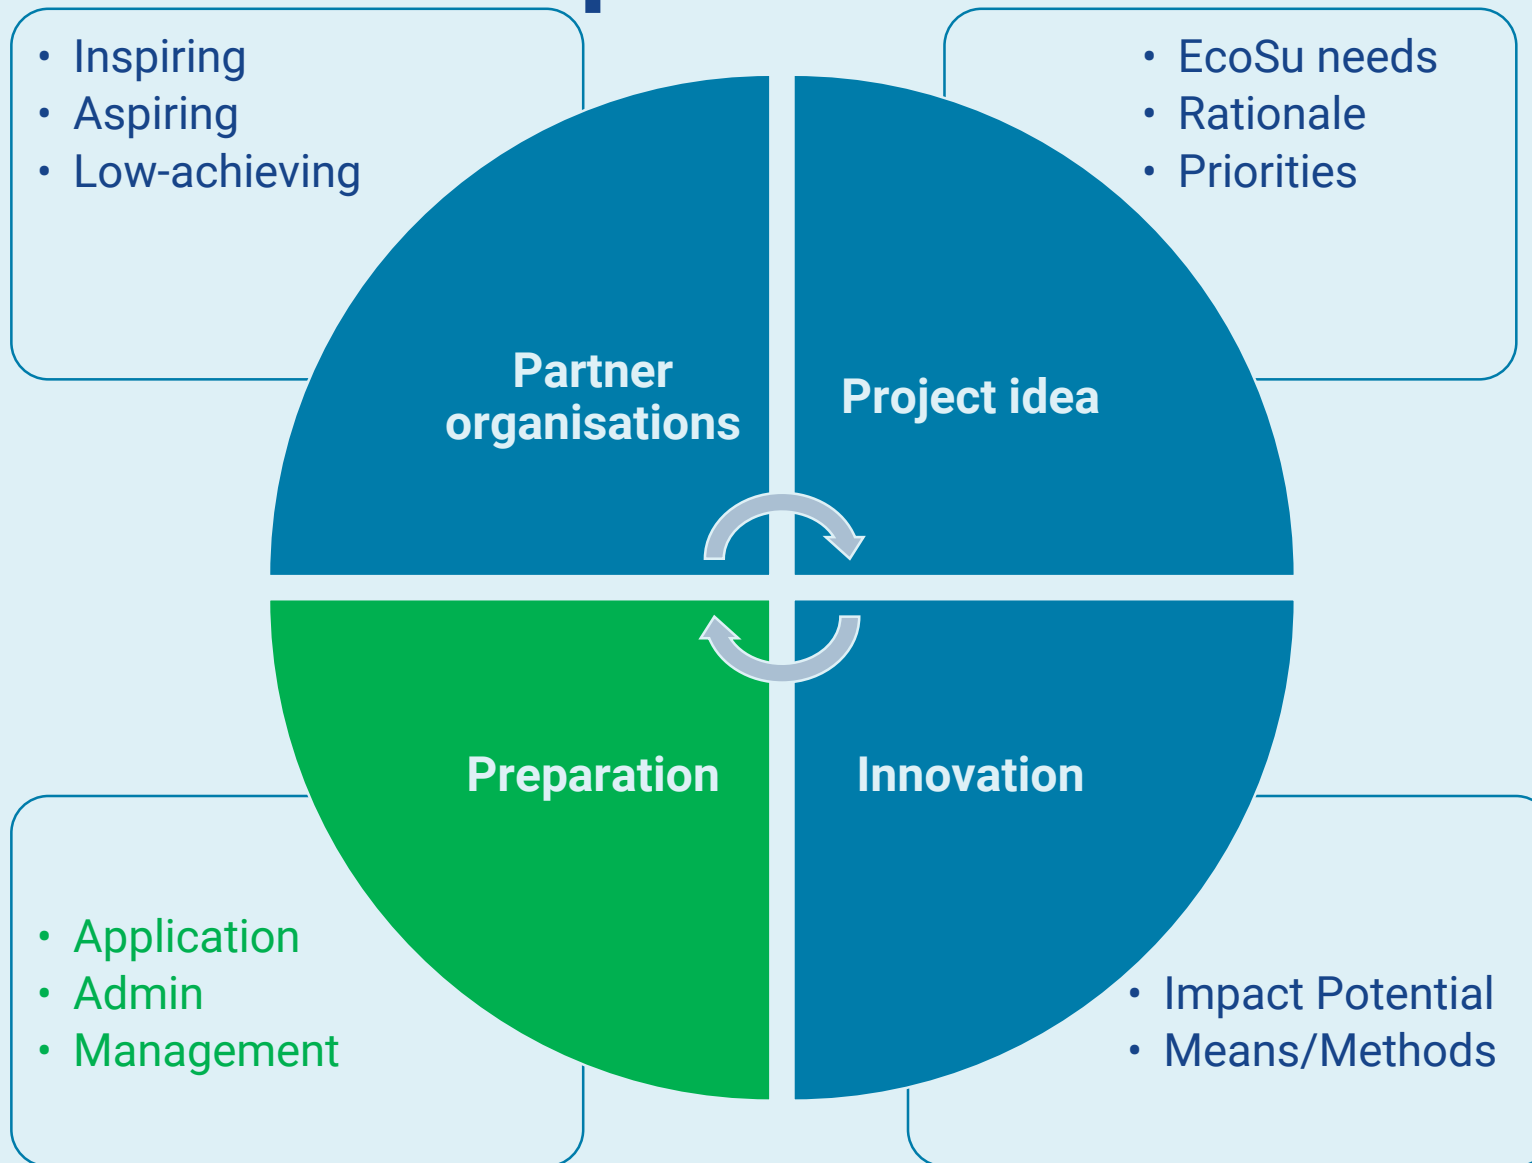 • Inspiring
• Aspiring
• Low-achieving
• EcoSu needs
• Rationale
• Priorities
Partner
organisations
Project idea
Preparation
Innovation
• Application
• Admin
• Management
• Impact Potential
• Means/Methods